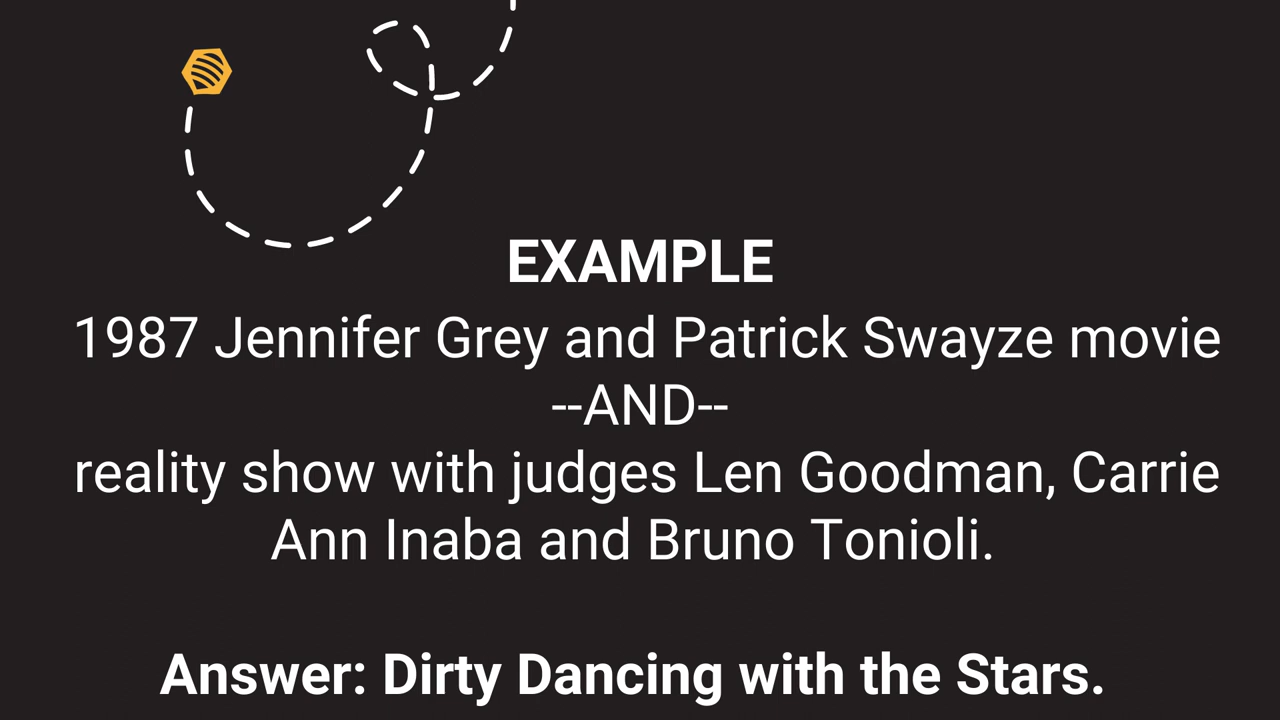 EXAMPLE
1987 Jennifer Grey and Patrick Swayze movie
--AND--
reality show with judges Len Goodman, Carrie
Ann Inaba and Bruno Tonioli.
Answer: Dirty Dancing with the Stars.